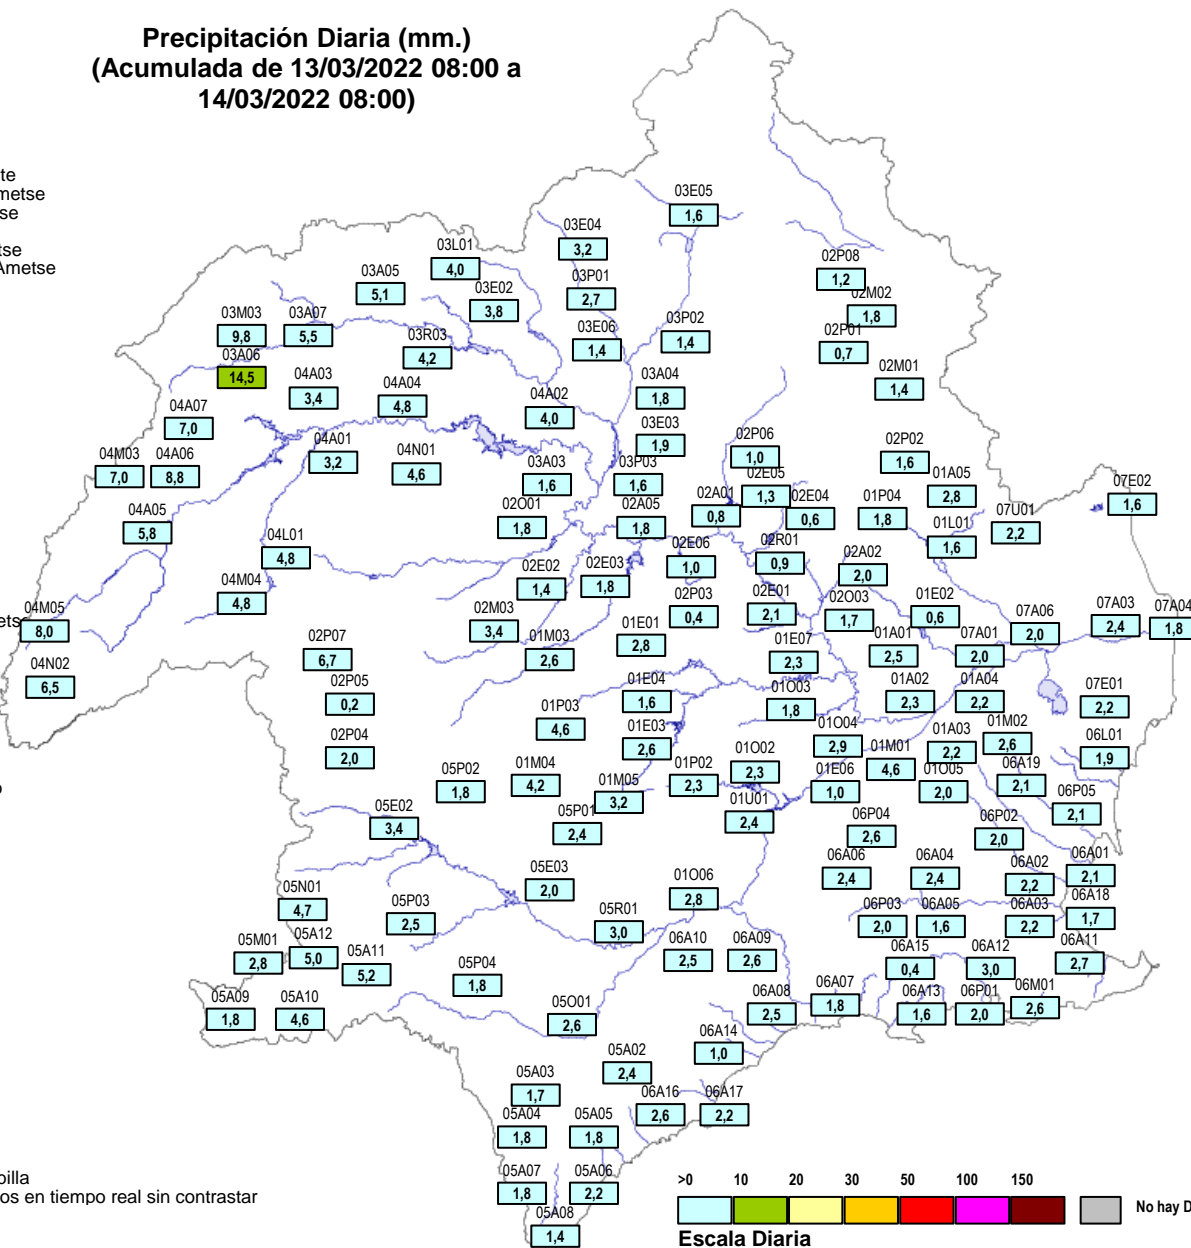 Precipitación Diaria (mm.)
(Acumulada de 13/03/2022 08:00 a
14/03/2022 08:00)
te
metse
se
tse
Ametse
03E05
1,6
03E04
3,2
03L01
4,0
02P08
1,2
03A05
5,1
03P01
2,7
03E02
3,8
02M02
1,8
03M03
9,8
03A07
5,5
03R03
4,2
03E06
1,4
03P02
1,4
02P01
0,7
03A06
14,5
04A03
3,4
04A04
4,8
04A02
4,0
03A04
1,8
02M01
1,4
04A07
7,0
03E03
1,9
04A01
3,2
04N01
4,6
02P06
1,0
02P02
1,6
04M03
7,0
04A06
8,8
03A03
1,6
03P03
1,6
02E05
1,3
01A05
2,8
07E02
1,6
04A05
5,8
02O01
1,8
02A05
1,8
02A01
0,8
02E04
0,6
01P04
1,8
07U01
2,2
04L01
4,8
02E06
1,0
02R01
0,9
01L01
1,6
04M04
4,8
02E02
1,4
02E03
1,8
02A02
2,0
04M05
8,0
ets
02M03
3,4
01M03
2,6
01E01
2,8
02P03
0,4
02E01
2,1
02O03
1,7
01E02
0,6
07A06
2,0
07A03
2,4
07A04
1,8
04N02
6,5
02P07
6,7
01E07
2,3
01A01
2,5
07A01
2,0
02P05
0,2
01E04
1,6
01O03
1,8
01A02
2,3
01A04
2,2
07E01
2,2
02P04
2,0
01P03
4,6
01E03
2,6
01O04
2,9
01M01
4,6
01A03
2,2
01M02
2,6
06L01
1,9
05P02
1,8
01M04
4,2
01M05
3,2
01P02
2,3
01O02
2,3
01E06
1,0
01O05
2,0
06A19
2,1
05E02
3,4
05P01
2,4
01U01
2,4
06P04
2,6
06P02
2,0
06P05
2,1
05E03
2,0
01O06
2,8
06A06
2,4
06A04
2,4
06A02
2,2
06A01
2,1
05N01
4,7
05P03
2,5
05R01
3,0
06P03
2,0
06A05
1,6
06A03
2,2
06A18
1,7
05M01
2,8
05A12
5,0
05A11
5,2
05P04
1,8
06A10
2,5
06A09
2,6
06A15
0,4
06A12
3,0
06A11
2,7
05A09
1,8
05A10
4,6
05O01
2,6
06A08
2,5
06A07
1,8
06A13
1,6
06P01
2,0
06M01
2,6
06A14
1,0
05A02
2,4
05A03
1,7
06A16
2,6
06A17
2,2
05A04
1,8
05A05
1,8
05A07
1,8
05A06
2,2
05A08
1,4
oilla
os en tiempo real sin contrastar
>0 10 20 30 50 100 150
No hay D
Escala Diaria